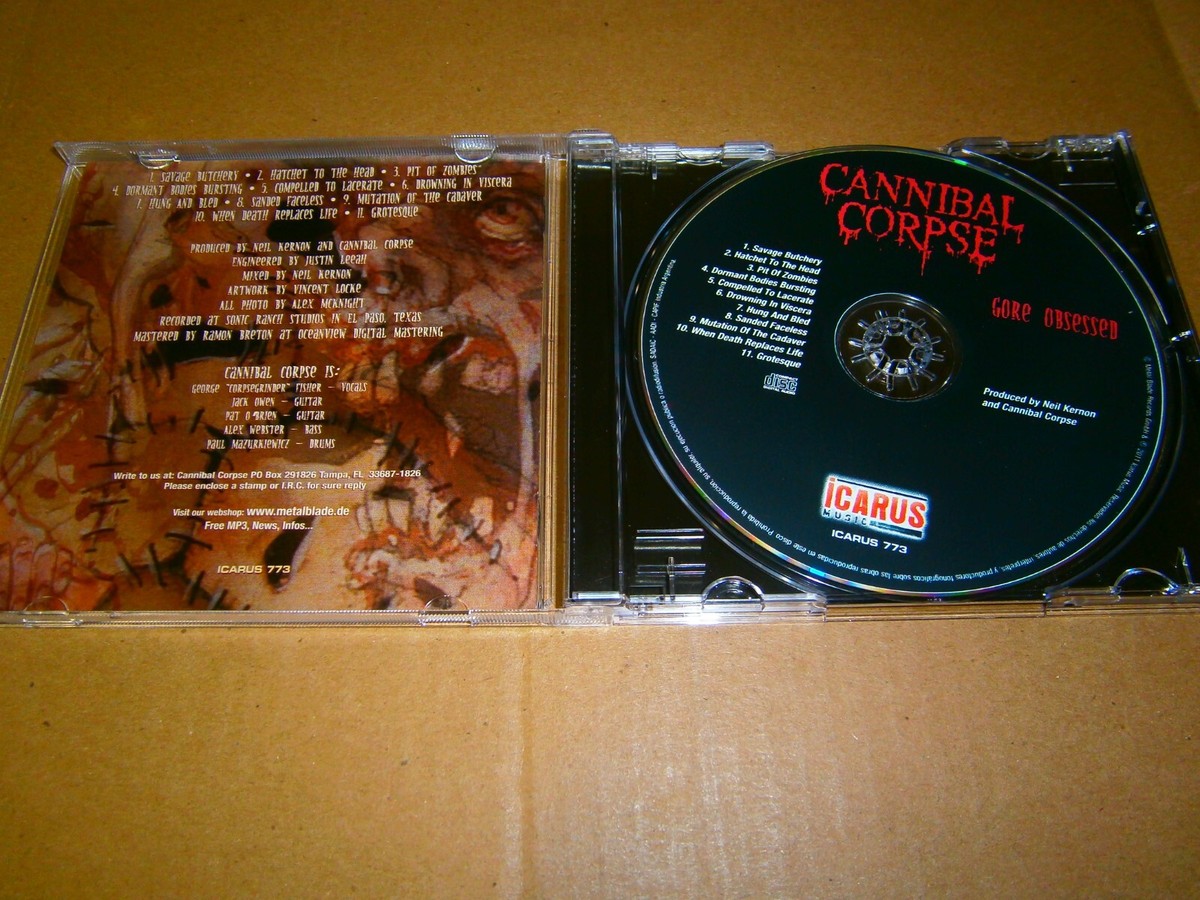 1. SAVAGE BUTCHERY • 2. HATCHET TO THE HEAD • 3. PIT OF ZOMBIES
4. DORMANT BODIES BURSTING • 5. COMPELLED TO LACERATE • 6. DROWNING IN VISCERA
7. HUNG AND BLED • 8. SANDED FACELESS • 9. MUTATION OF THE CADAVER
10. WHEN DEATH REPLACES LIFE • 11. GROTESQUE
PRODUCED BY NEIL KERNON AND CANNIBAL CORPSE
ENGINEERED BY JUSTIN LEEAH
MIXED BY NEIL KERNON
ARTWORK BY VINCENT LOCKE
ALL PHOTO BY ALEX MCKNIGHT
RECORDED AT SONIC RANCH STUDIOS IN EL PASO, TEXAS
MASTERED BY RAMON BRETON AT OCEANVIEW DIGITAL MASTERING
CANNIBAL CORPSE IS:
GEORGE "CORPSEGRINDER" FISHER – VOCALS
JACK OWEN – GUITAR
PAT O'BRIEN – GUITAR
ALEX WEBSTER – BASS
PAUL MAZURKIEWICZ – DRUMS
Write to us at: Cannibal Corpse PO Box 291826 Tampa, FL 33687-1826
Please enclose a stamp or I.R.C. for sure reply
Visit our webshop: www.metalblade.de
Free MP3, News, Infos...
ICARUS 773
CANNIBAL
CORPSE
GORE OBSESSED
1. Savage Butchery
2. Hatchet To The Head
3. Pit Of Zombies
4. Dormant Bodies Bursting
5. Compelled To Lacerate
6. Drowning In Viscera
7. Hung And Bled
8. Sanded Faceless
9. Mutation Of The Cadaver
10. When Death Replaces Life
11. Grotesque
disc
Produced by Neil Kernon
and Cannibal Corpse
iCARUS
MUSIC
ICARUS 773